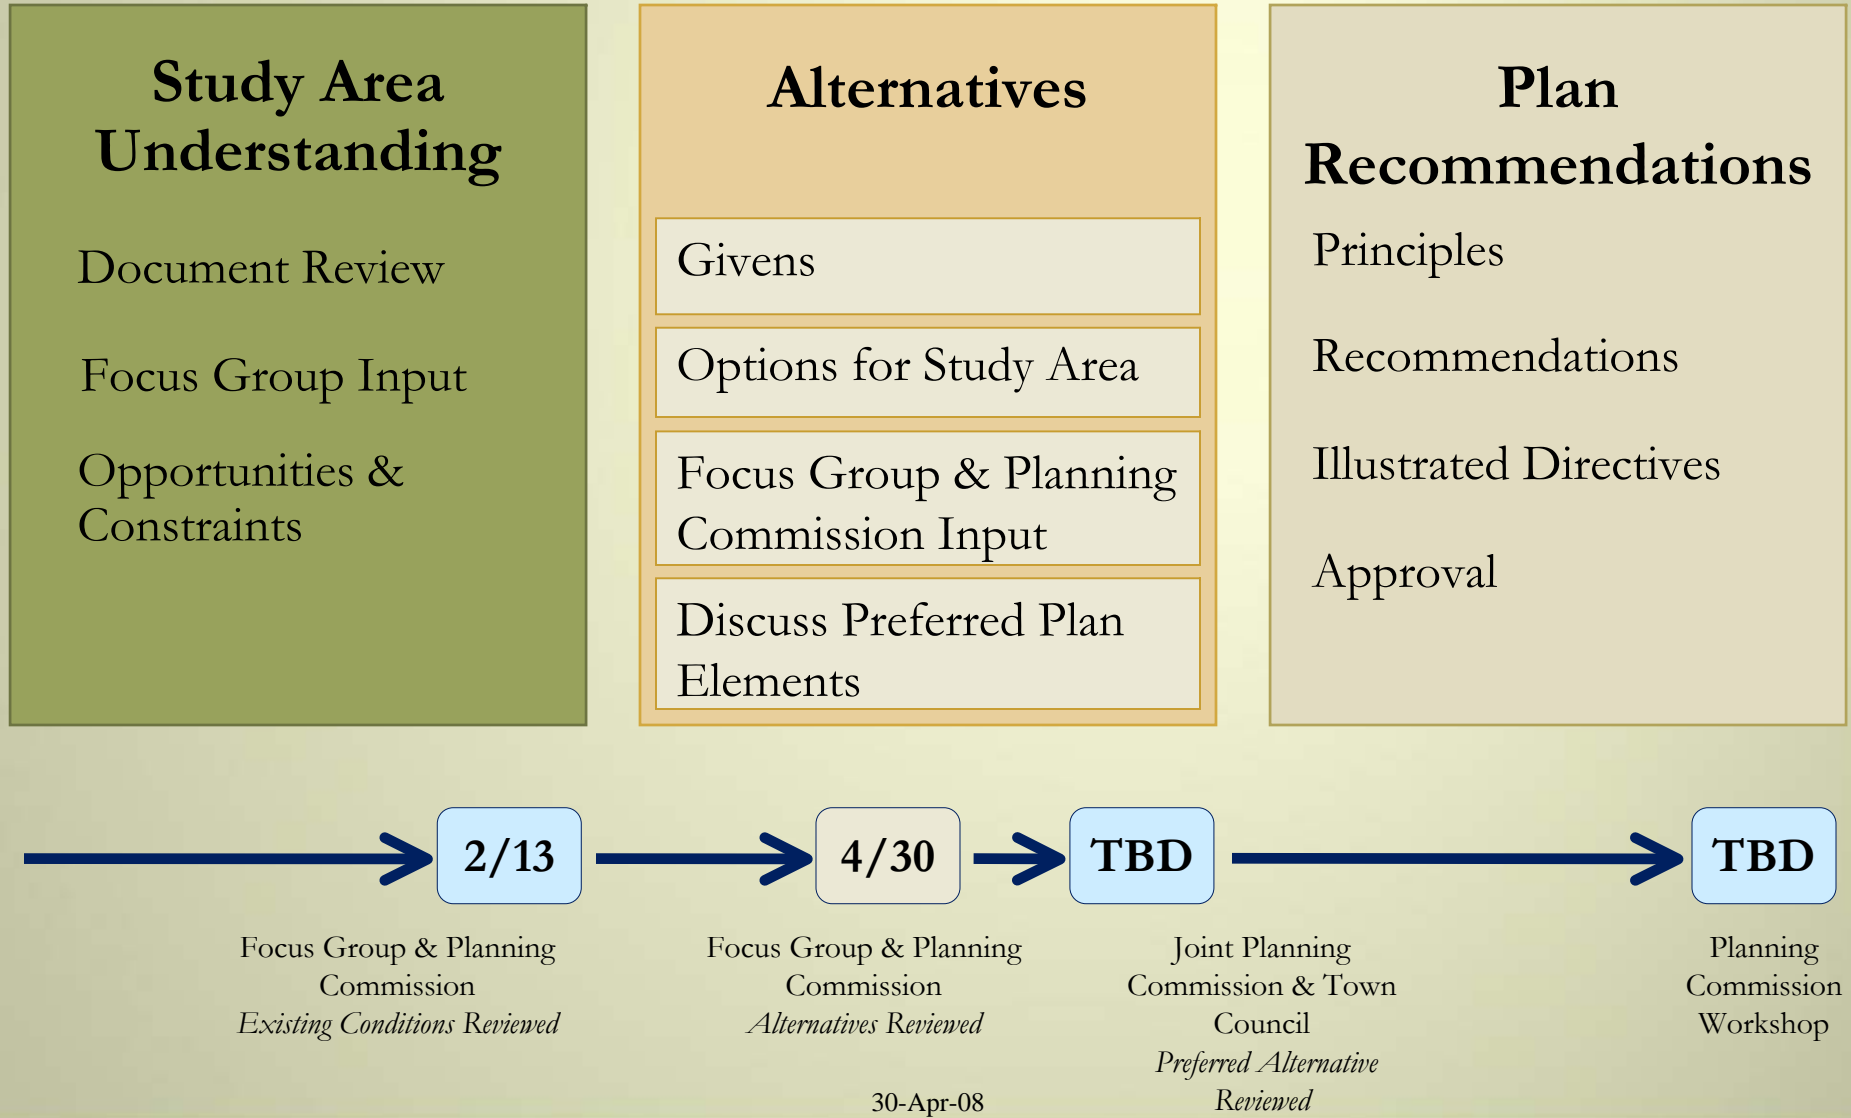 Study Area
Understanding
Document Review
Focus Group Input
Opportunities &
Constraints
Alternatives
Givens
Options for Study Area
Focus Group & Planning
Commission Input
Discuss Preferred Plan
Elements
Plan
Recommendations
Principles
Recommendations
Illustrated Directives
Approval
2/13
Focus Group & Planning
Commission
Existing Conditions Reviewed
4/30
Focus Group & Planning
Commission
Alternatives Reviewed
TBD
Joint Planning
Commission & Town
Council
Preferred Alternative
Reviewed
TBD
Planning
Commission
Workshop
30-Apr-08